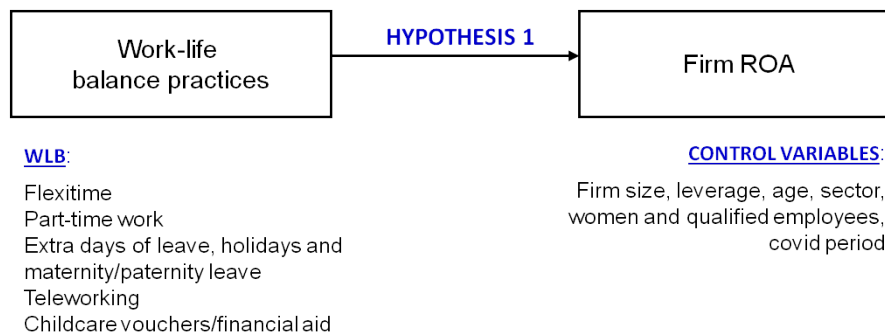 Work-life
balance practices
HYPOTHESIS 1
Firm ROA
WLB:
Flexitime
Part-time work
Extra days of leave, holidays and
maternity/paternity leave
Teleworking
Childcare vouchers/financial aid
CONTROL VARIABLES:
Firm size, leverage, age, sector,
women and qualified employees,
covid period